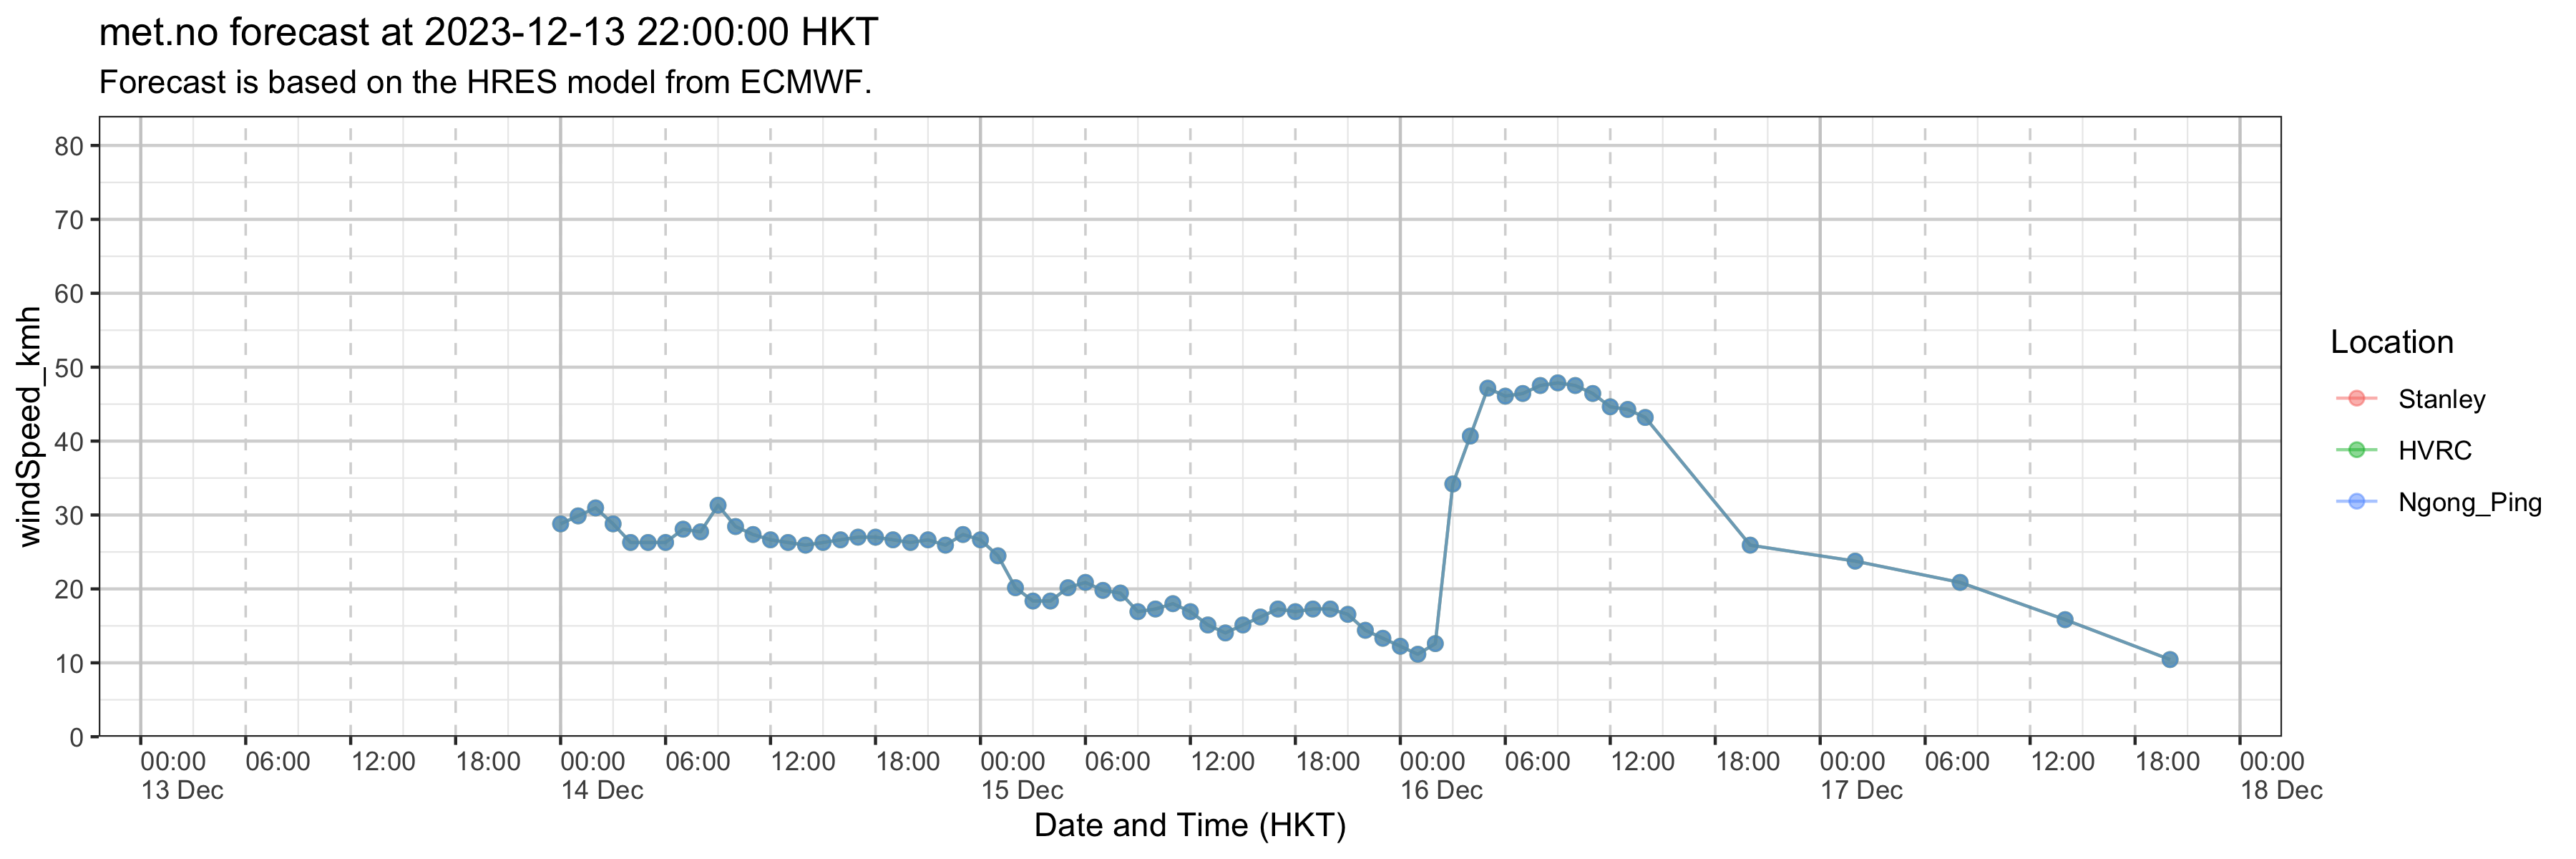 met.no forecast at 2023-12-13 22:00:00 HKT
Forecast is based on the HRES model from ECMWF.
windSpeed_kmh
80
70
60
50
40
30
20
10
0
00:00 06:00 12:00 18:00 00:00 06:00 12:00 18:00 00:00 06:00 12:00 18:00 00:00 06:00 12:00 18:00 00:00 06:00 12:00 18:00 00:00
13 Dec 14 Dec 15 Dec 16 Dec 17 Dec 18 Dec
Date and Time (HKT)
Location
Stanley
HVRC
Ngong_Ping